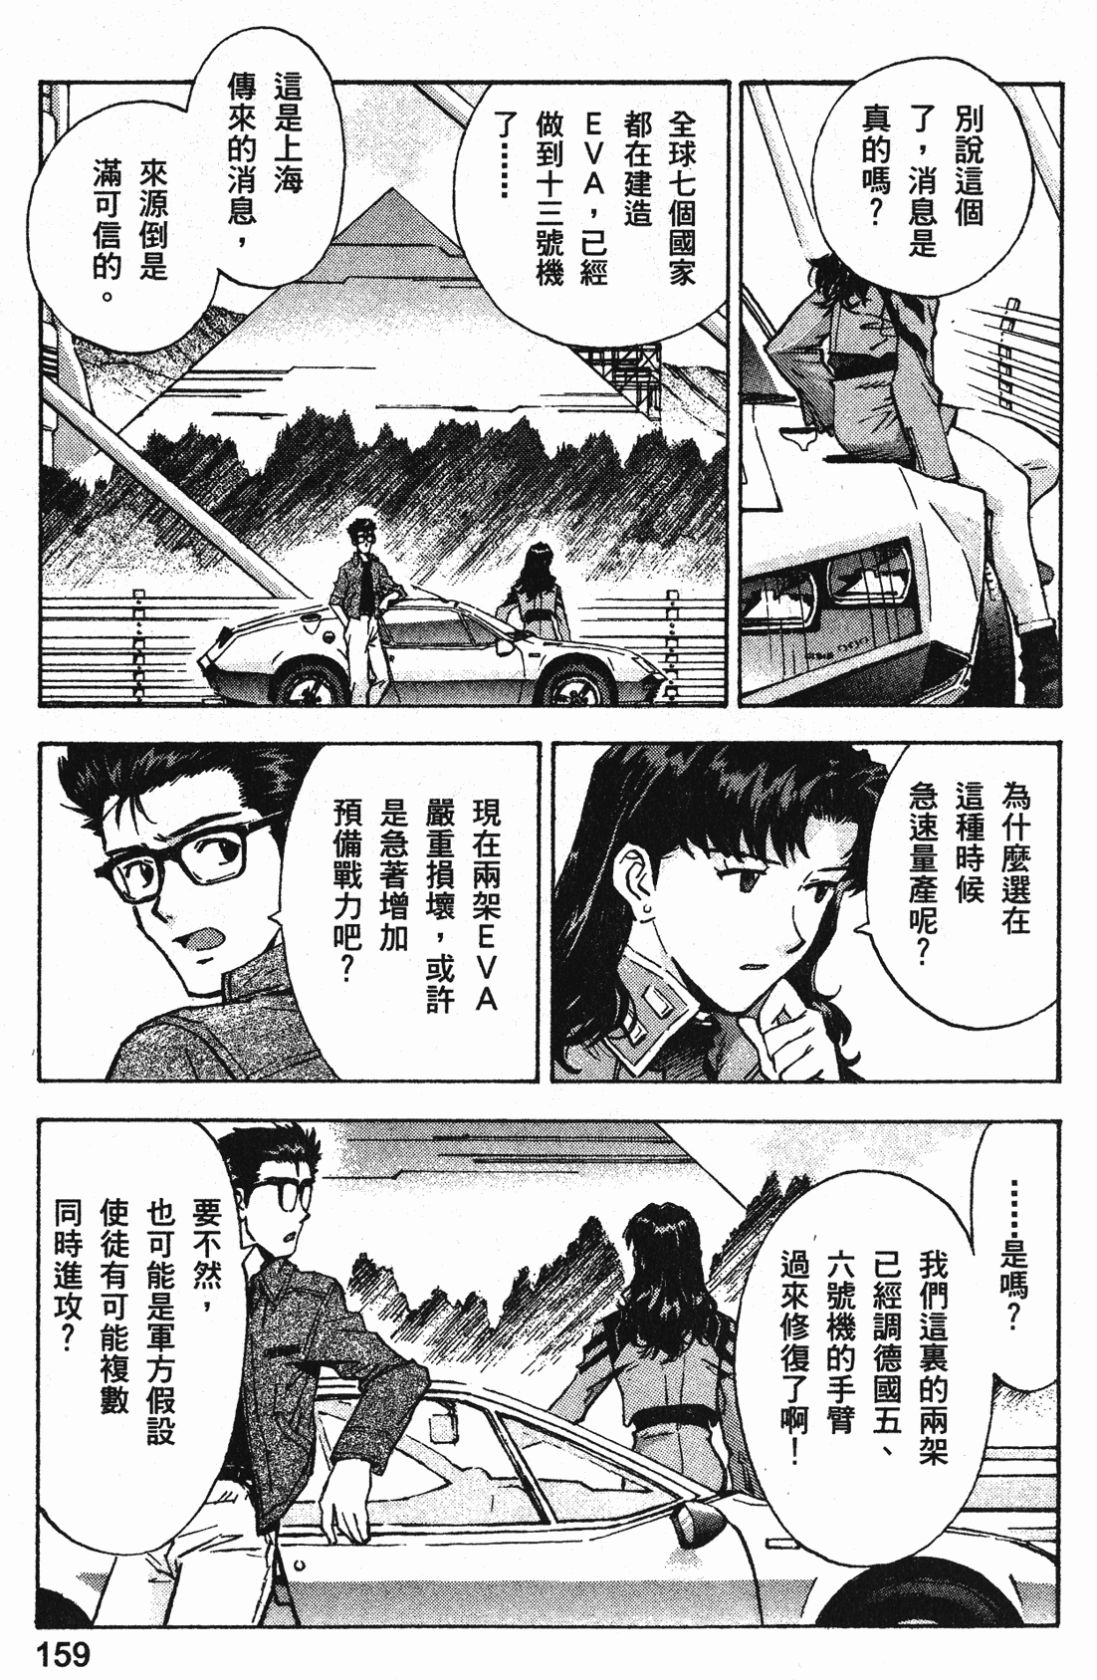 別說這個
了，消息是
真的嗎？
全球七個國家
都在建造
EVA，已經
做到十三號機
了……
這是上海
傳來的消息，
來源倒是
滿可信的。
為什麼選在
這種時候
急速量產呢？
現在兩架EVA
嚴重損壞，或許
是急著增加
預備戰力吧？
……是嗎？
我們這裏的兩架
已經調德國五、
六號機的手臂
過來修復了啊！
要不然，
也可能是軍方假設
使徒有可能複數
同時進攻？
159